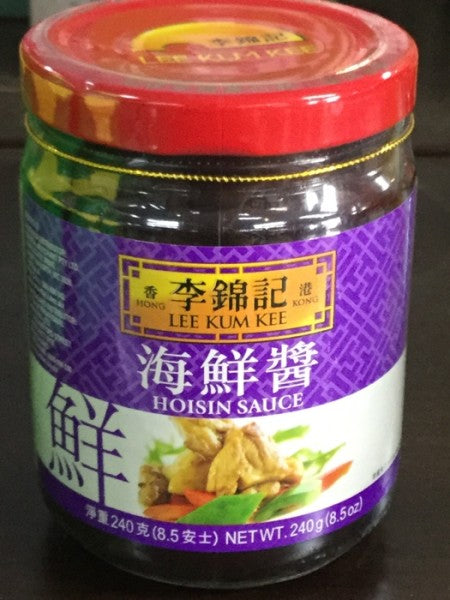 李錦記
LEE KUM KEE
香 李錦記 港
HONG KONG
LEE KUM KEE
海鮮醬
HOISIN SAUCE
鮮
淨重240克(8.5安士) NET WT. 240g (8.5oz)